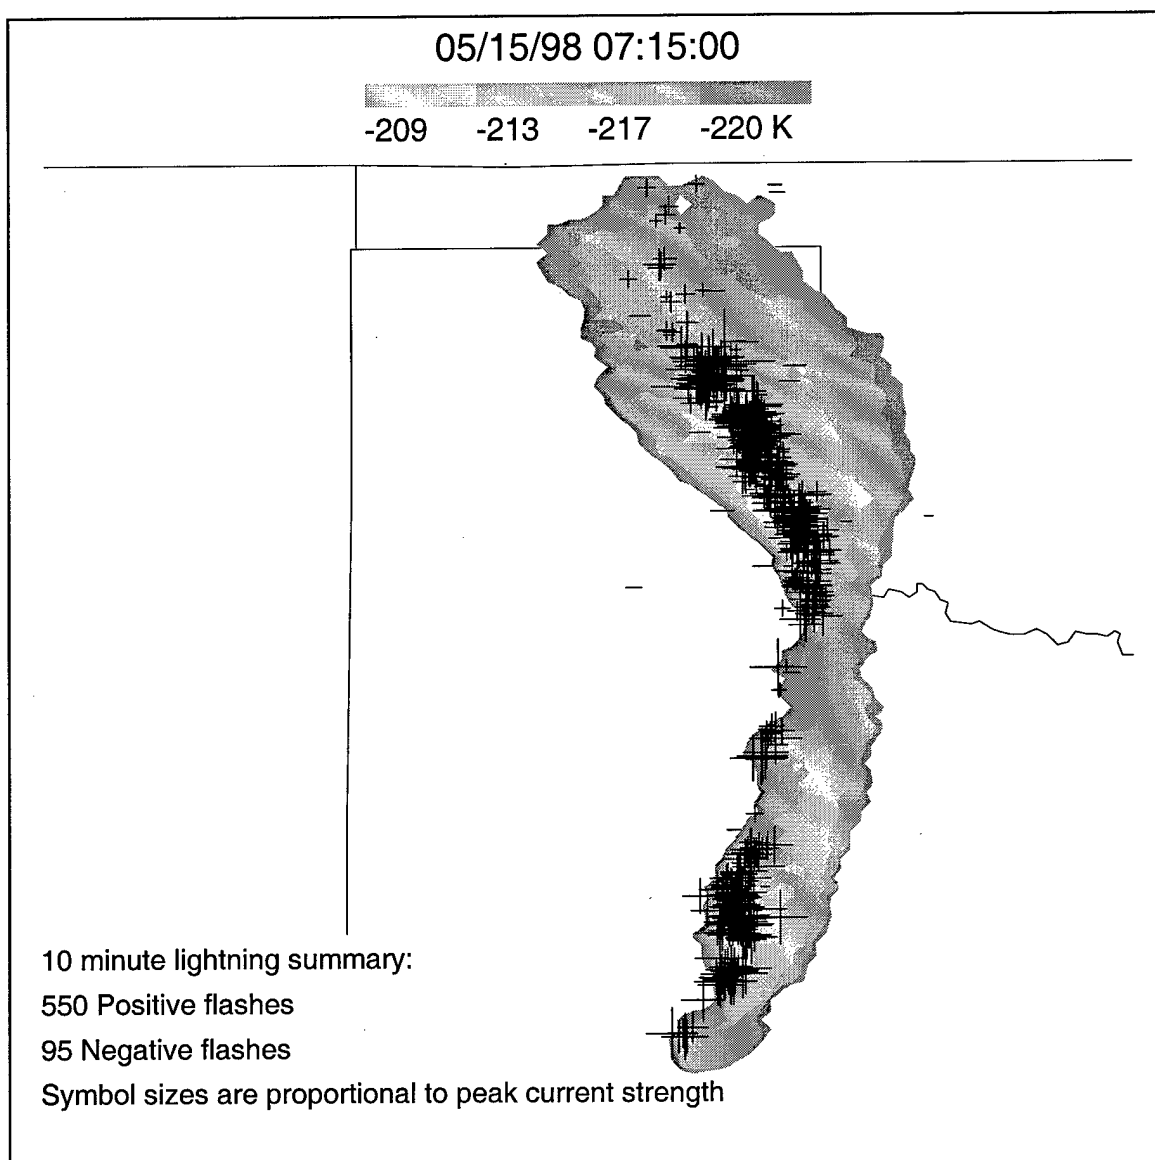 05/15/98 07:15:00
-209 -213 -217 -220 K
10 minute lightning summary:
550 Positive flashes
95 Negative flashes
Symbol sizes are proportional to peak current strength